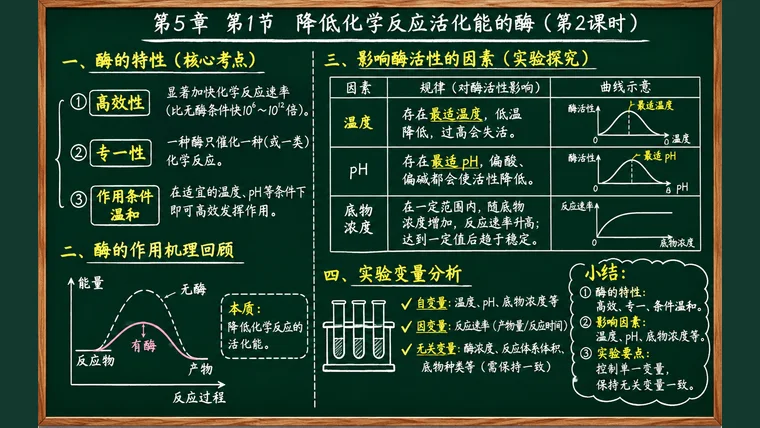 第5章 第1节 降低化学反应活化能的酶（第2课时）
一、酶的特性（核心考点）
① 高效性
显著加快化学反应速率
（比无酶条件快10⁶~10¹²倍）。
② 专一性
一种酶只催化一种(或一类)
化学反应。
③ 作用条件
温和
在适宜的温度、pH等条件下
即可高效发挥作用。
二、酶的作用机理回顾
能量
无酶
有酶
反应物
产物
反应过程
本质：
降低化学反应的
活化能。
三、影响酶活性的因素（实验探究）
因素 规律（对酶活性影响） 曲线示意
温度
存在最适温度，低温
降低，过高会失活。
酶活性
最适温度
0 0
温度
pH
存在最适 pH，偏酸、
偏碱都会使活性降低。
酶活性
最适 pH
0 8
pH
底物
浓度
在一定范围内，随底物
浓度增加，反应速率升高；
达到一定值后趋于稳定。
反应速率
0
底物浓度
四、实验变量分析
✓ 自变量：温度、pH、底物浓度等
✓ 因变量：反应速率（产物量/反应时间）
✓ 无关变量：酶浓度、反应体系体积、
底物种类等（需保持一致）
小结：
① 酶的特性：
高效、专一、条件温和。
② 影响因素：
温度、pH、底物浓度等。
③ 实验要点：
控制单一变量，
保持无关变量一致。